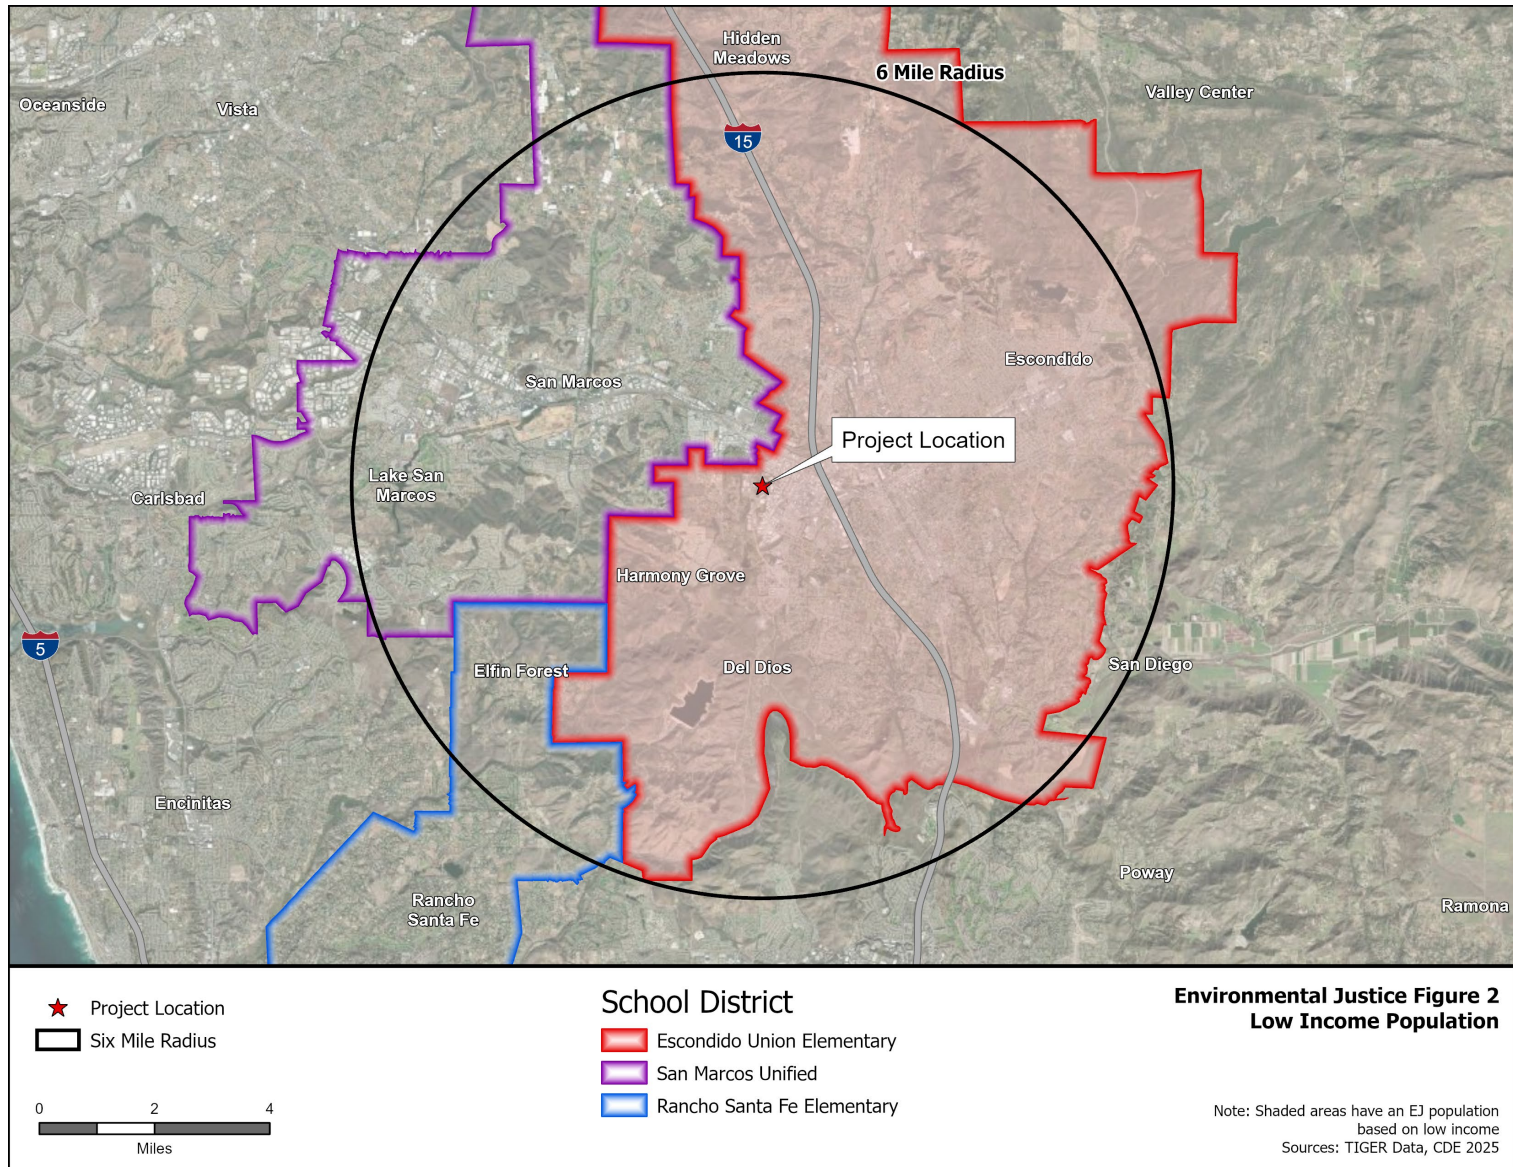 Hidden
Meadows
6 Mile Radius
Oceanside
Vista
Valley Center
15
Escondido
San Marcos
Project Location
Lake San
Marcos
Carlsbad
Harmony Grove
5
Elfin Forest
Del Dios
San Diego
Encinitas
Poway
Rancho
Santa Fe
Ramona
Project Location
Six Mile Radius
0 2 4
Miles
School District
Escondido Union Elementary
San Marcos Unified
Rancho Santa Fe Elementary
Environmental Justice Figure 2
Low Income Population
Note: Shaded areas have an EJ population
based on low income
Sources: TIGER Data, CDE 2025